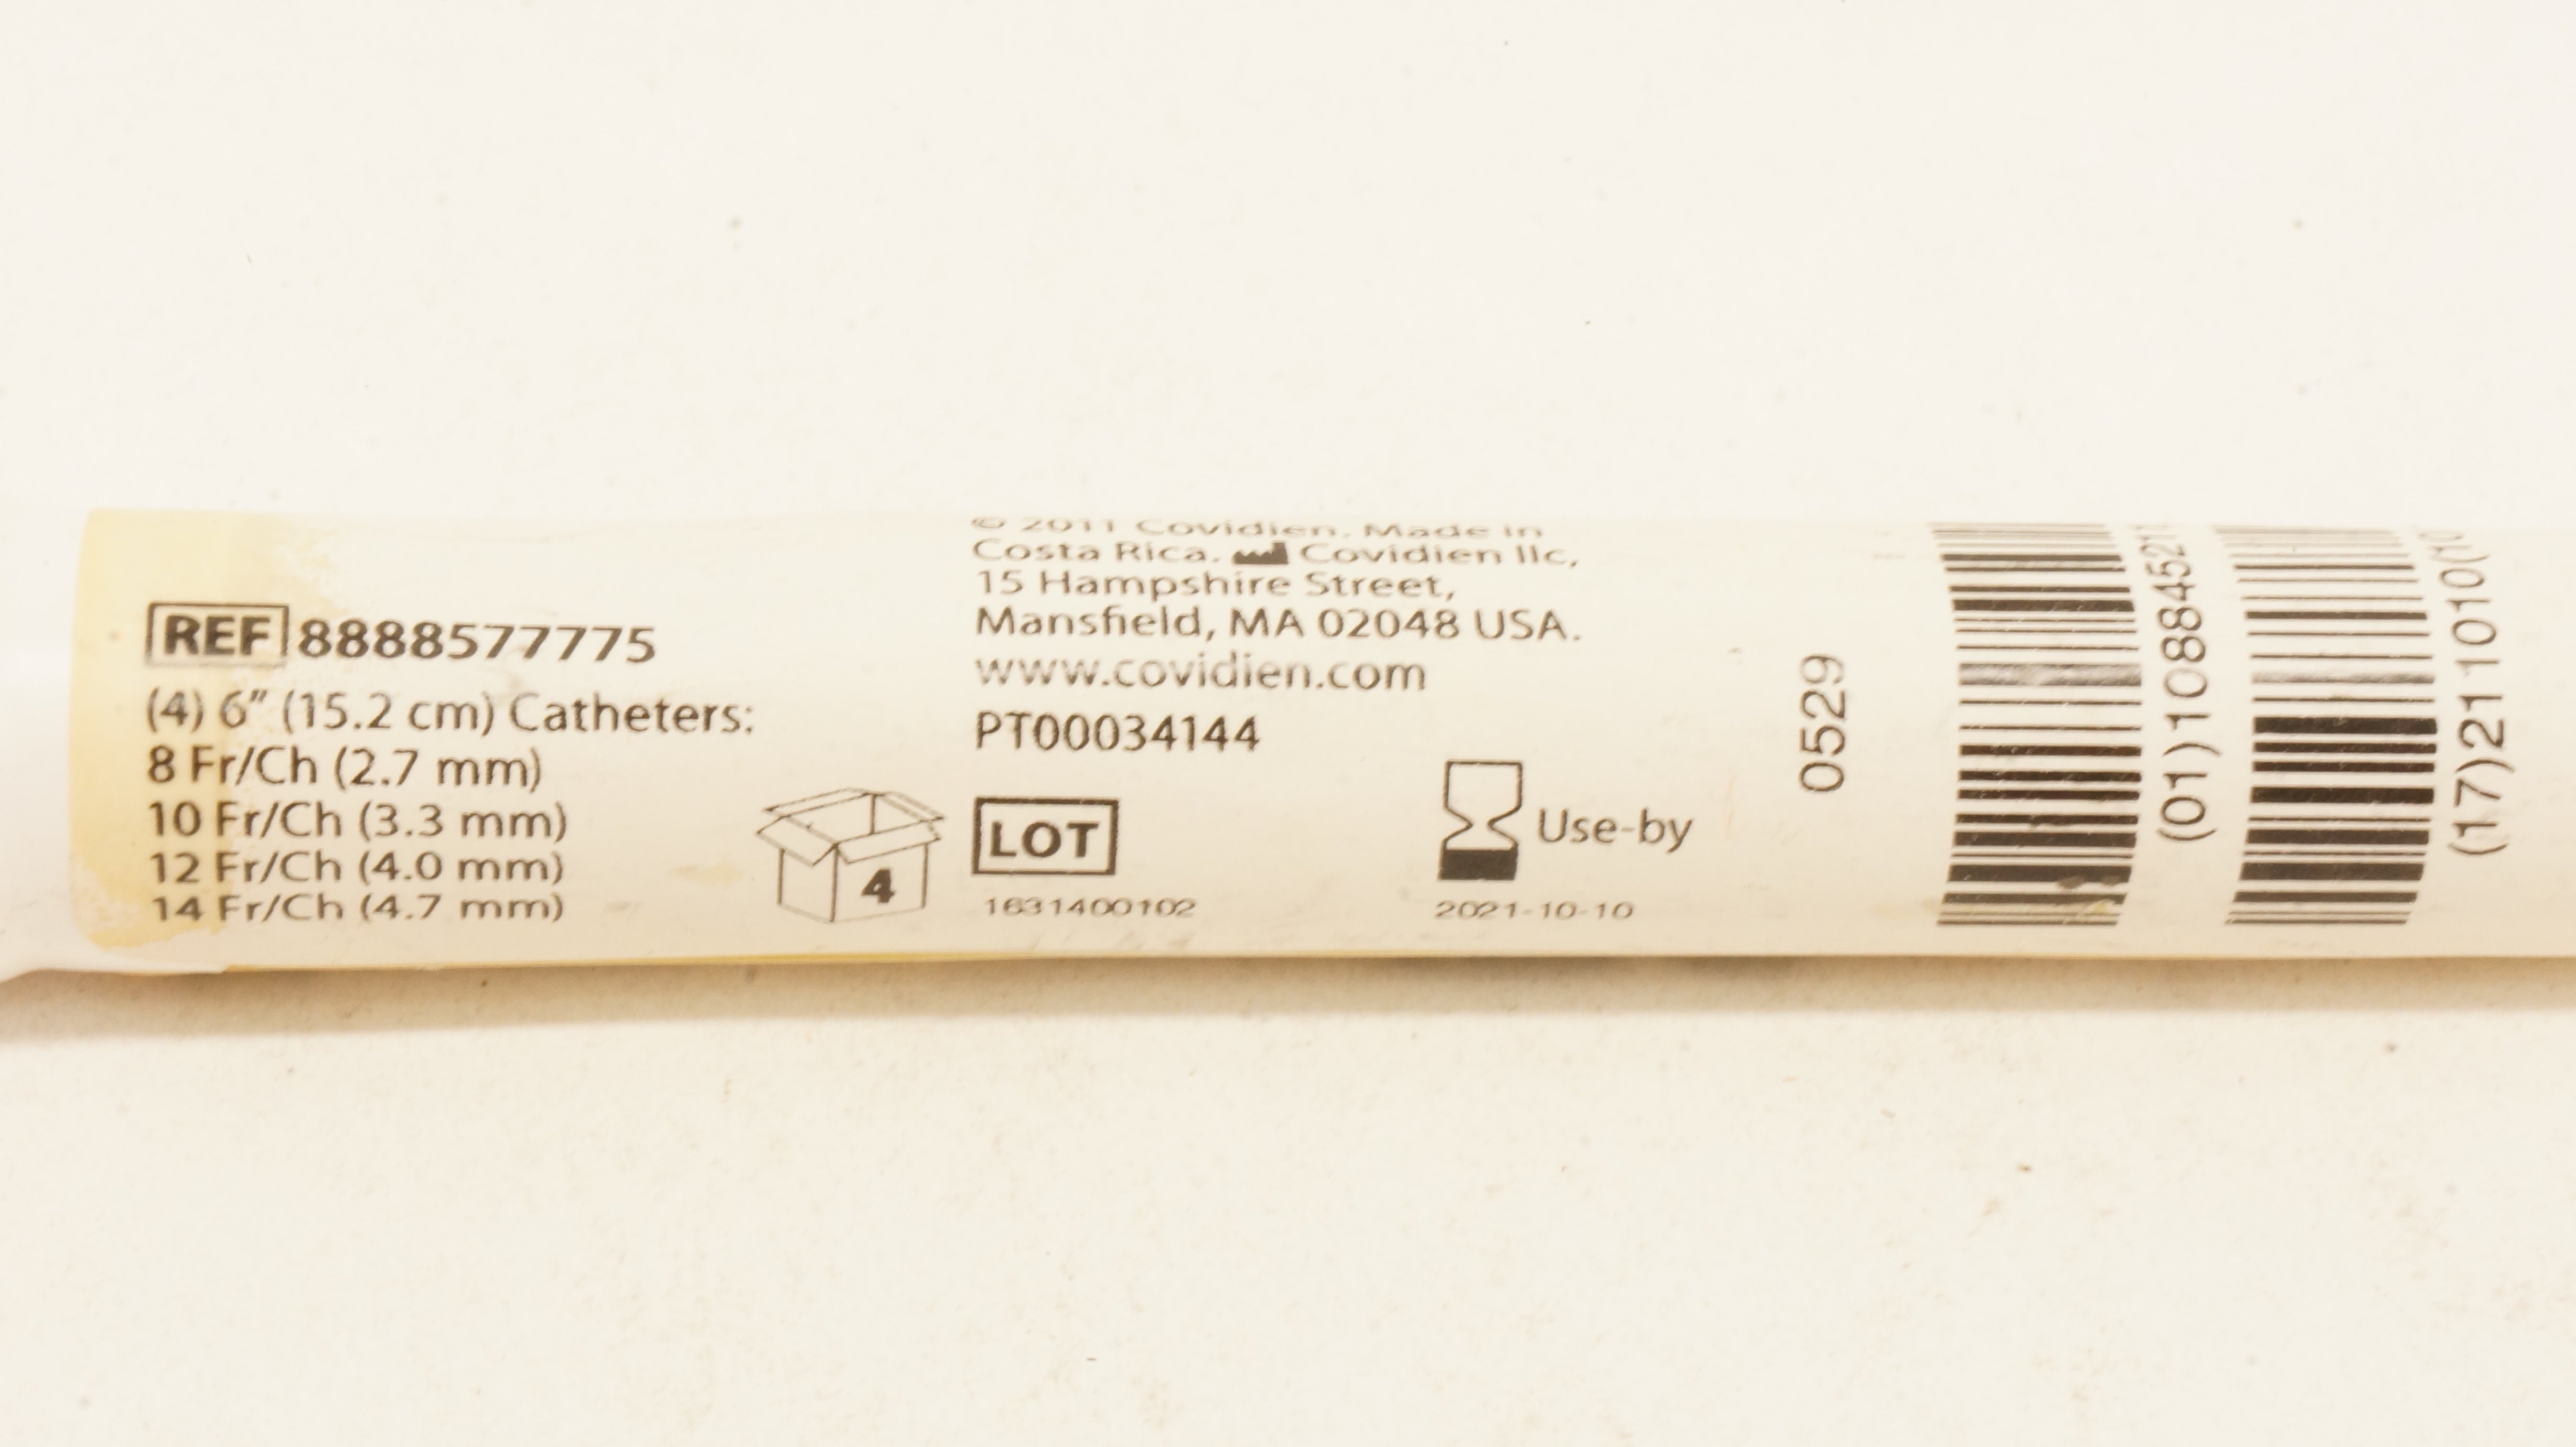 REF 8888577775
(4) 6" (15.2 cm) Catheters:
8 Fr/Ch (2.7 mm)
10 Fr/Ch (3.3 mm)
12 Fr/Ch (4.0 mm)
14 Fr/Ch (4.7 mm)
4
© 2011 Covidien. Made in
Costa Rica. Covidien llc,
15 Hampshire Street,
Mansfield, MA 02048 USA.
www.covidien.com
PT00034144
LOT
1631400102
Use-by
2021-10-10
0529
(01)10884521
(17)211010(10